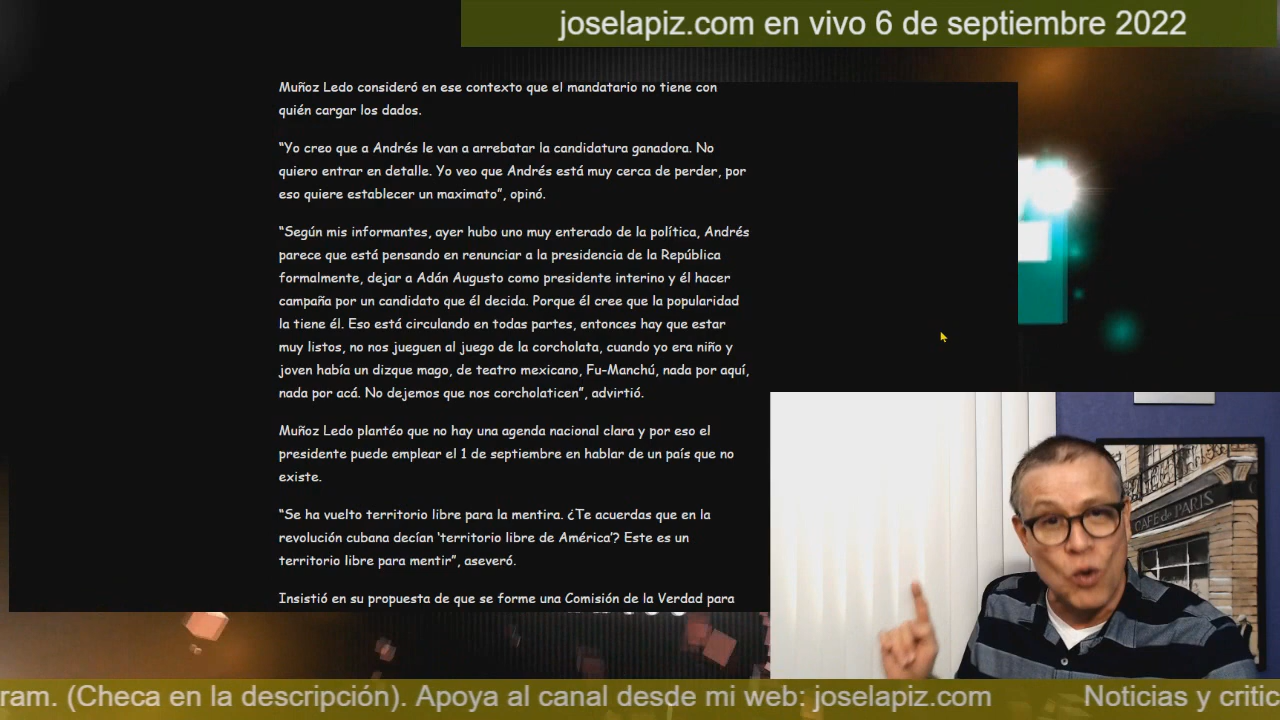 joselapiz.com en vivo 6 de septiembre 2022
Muñoz Ledo consideró en ese contexto que el mandatario no tiene con
quién cargar los dados.
“Yo creo que a Andrés le van a arrebatar la candidatura ganadora. No
quiero entrar en detalle. Yo veo que Andrés está muy cerca de perder, por
eso quiere establecer un maximato”, opinó.
“Según mis informantes, ayer hubo uno muy enterado de la política, Andrés
parece que está pensando en renunciar a la presidencia de la República
formalmente, dejar a Adán Augusto como presidente interino y él hacer
campaña por un candidato que él decida. Porque él cree que la popularidad
la tiene él. Eso está circulando en todas partes, entonces hay que estar
muy listos, no nos jueguen al juego de la corcholata, cuando yo era niño y
joven había un dizque mago, de teatro mexicano, Fu-Manchú, nada por aquí,
nada por acá. No dejemos que nos corcholaticen”, advirtió.
Muñoz Ledo plantéo que no hay una agenda nacional clara y por eso el
presidente puede emplear el 1 de septiembre en hablar de un país que no
existe.
“Se ha vuelto territorio libre para la mentira. ¿Te acuerdas que en la
revolución cubana decían ‘territorio libre de América’? Este es un
territorio libre para mentir”, aseveró.
Insistió en su propuesta de que se forme una Comisión de la Verdad para
CAFÉ de PARIS
ram. (Checa en la descripción). Apoya al canal desde mi web: joselapiz.com Noticias y critic